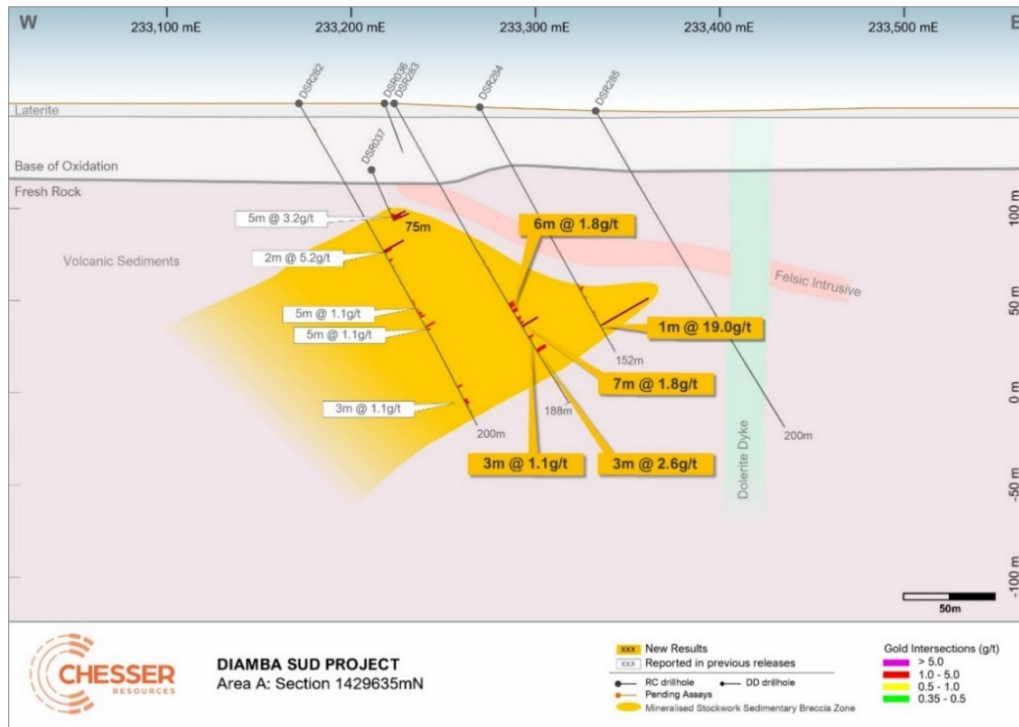 W
233,100 mE
233,200 mE
233,300 mE
233,400 mE
233,500 mE
E
DSR282
DSR036
DSR283
DSR284
DSR285
Laterite
DSR037
Base of Oxidation
Fresh Rock
100 m
5m @ 3.2g/t
75m
6m @ 1.8g/t
Volcanic Sediments
2m @ 5.2g/t
Felsic Intrusive
50 m
5m @ 1.1g/t
5m @ 1.1g/t
1m @ 19.0g/t
152m
7m @ 1.8g/t
0 m
3m @ 1.1g/t
188m
200m
200m
3m @ 1.1g/t
3m @ 2.6g/t
Dolerite Dyke
-50 m
-100 m
50m
CHESSER
RESOURCES
DIAMBA SUD PROJECT
Area A: Section 1429635mN
XXX New Results
XXX Reported in previous releases
RC drillhole
DD drillhole
Pending Assays
Mineralised Stockwork Sedimentary Breccia Zone
Gold Intersections (g/t)
> 5.0
1.0 - 5.0
0.5 - 1.0
0.35 - 0.5